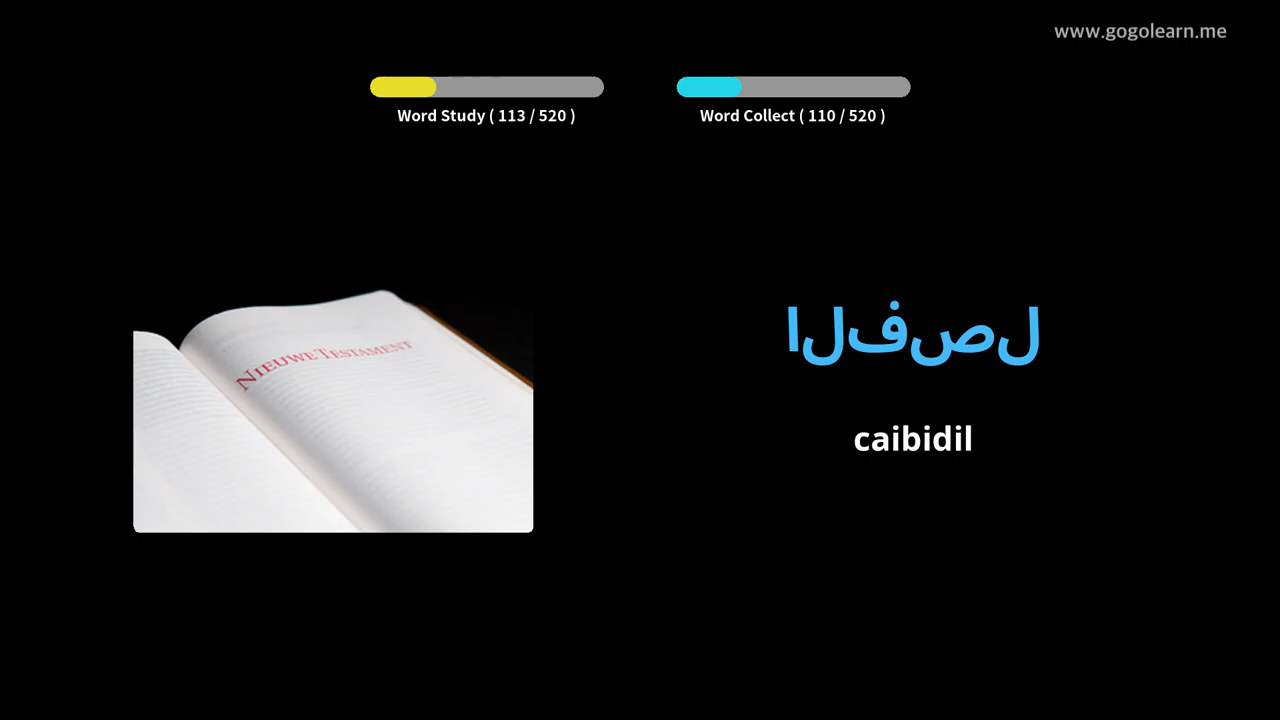 www.gogolearn.me
Word Study ( 113 / 520 )
Word Collect ( 110 / 520 )
NIEUWE TESTAMENT
الفصل
caibidil